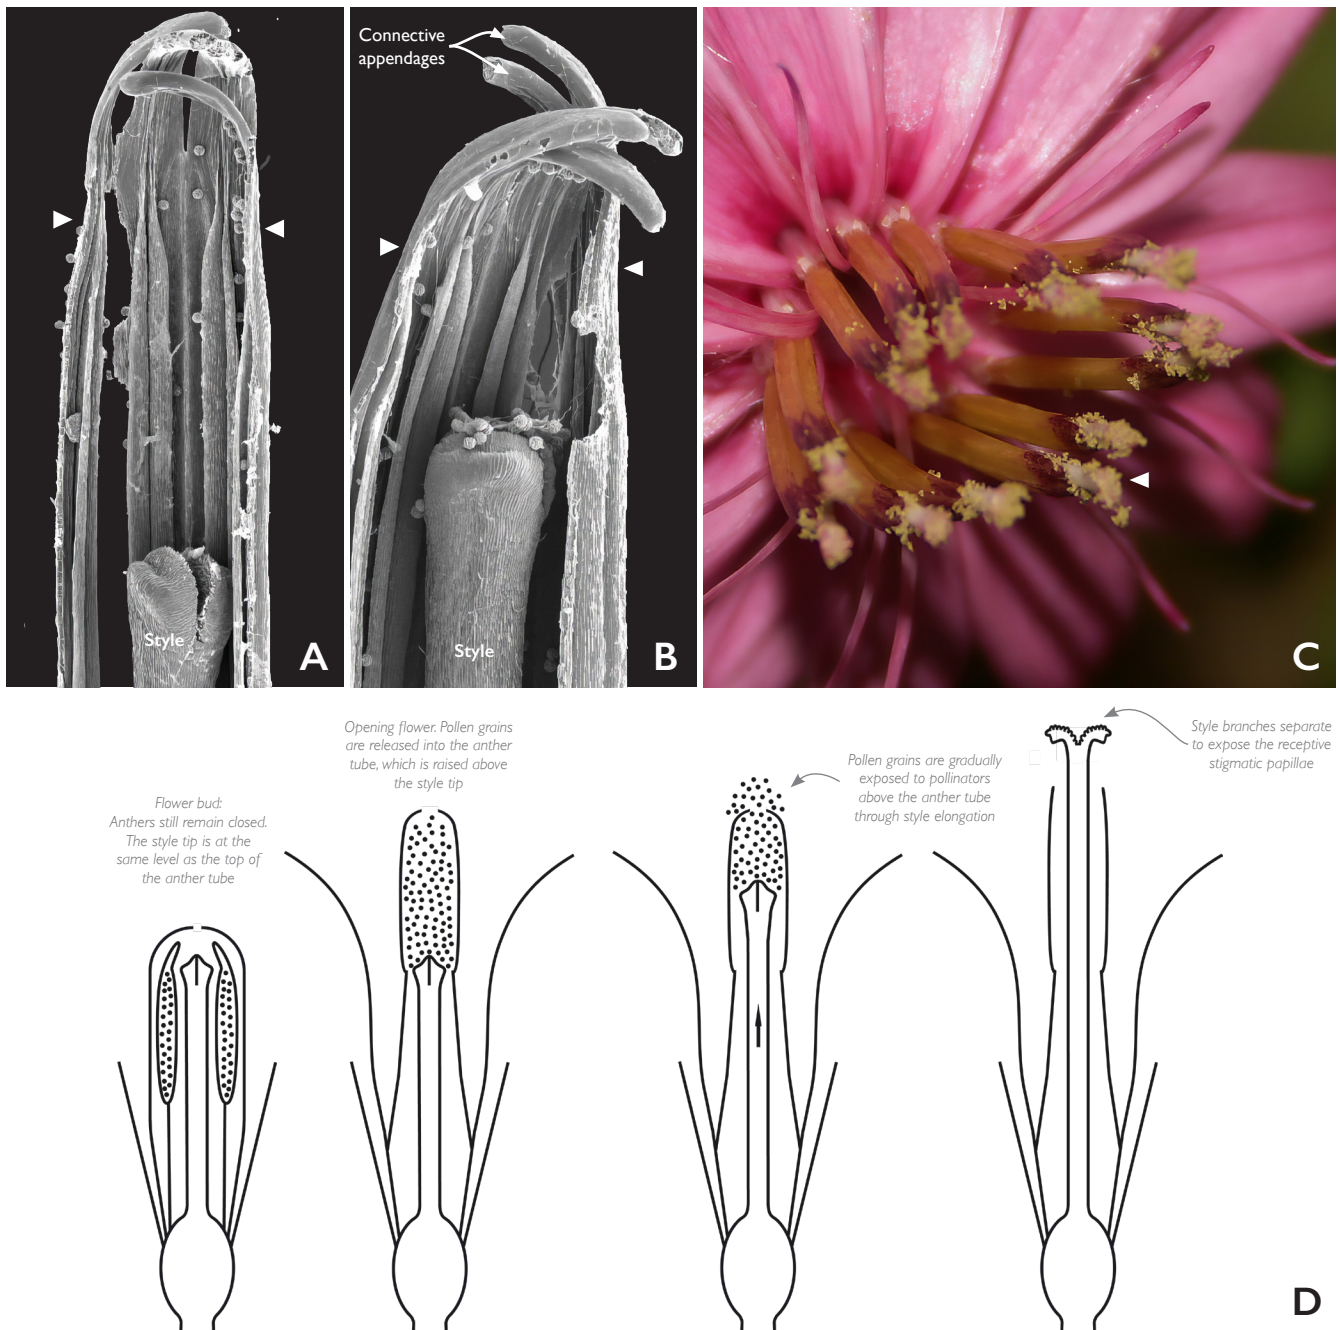 Connective
appendages
Style
A
Style
B
C
Flower bud:
Anthers still remain closed.
The style tip is at the
same level as the top of
the anther tube
Opening flower. Pollen grains
are released into the anther
tube, which is raised above
the style tip
Pollen grains are gradually
exposed to pollinators
above the anther tube
through style elongation
Style branches separate
to expose the receptive
stigmatic papillae
D